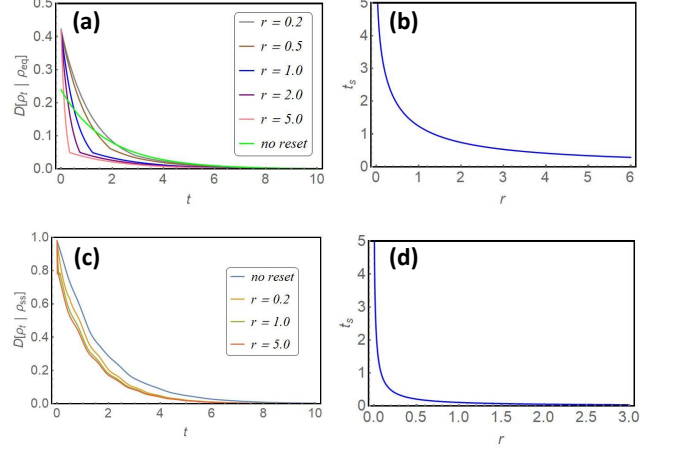 (a)
0.5
0.4
0.3
0.2
0.1
0.0
D[ρt | ρeq]
r = 0.2
r = 0.5
r = 1.0
r = 2.0
r = 5.0
no reset
0 2 4 6 8 10
t
(b)
5
4
3
2
1
0
ts
0 1 2 3 4 5 6
r
(c)
1.0
0.8
0.6
0.4
0.2
0.0
D[ρt | ρss]
no reset
r = 0.2
r = 1.0
r = 5.0
0 2 4 6 8 10
t
(d)
5
4
3
2
1
0
ts
0.0 0.5 1.0 1.5 2.0 2.5 3.0
r